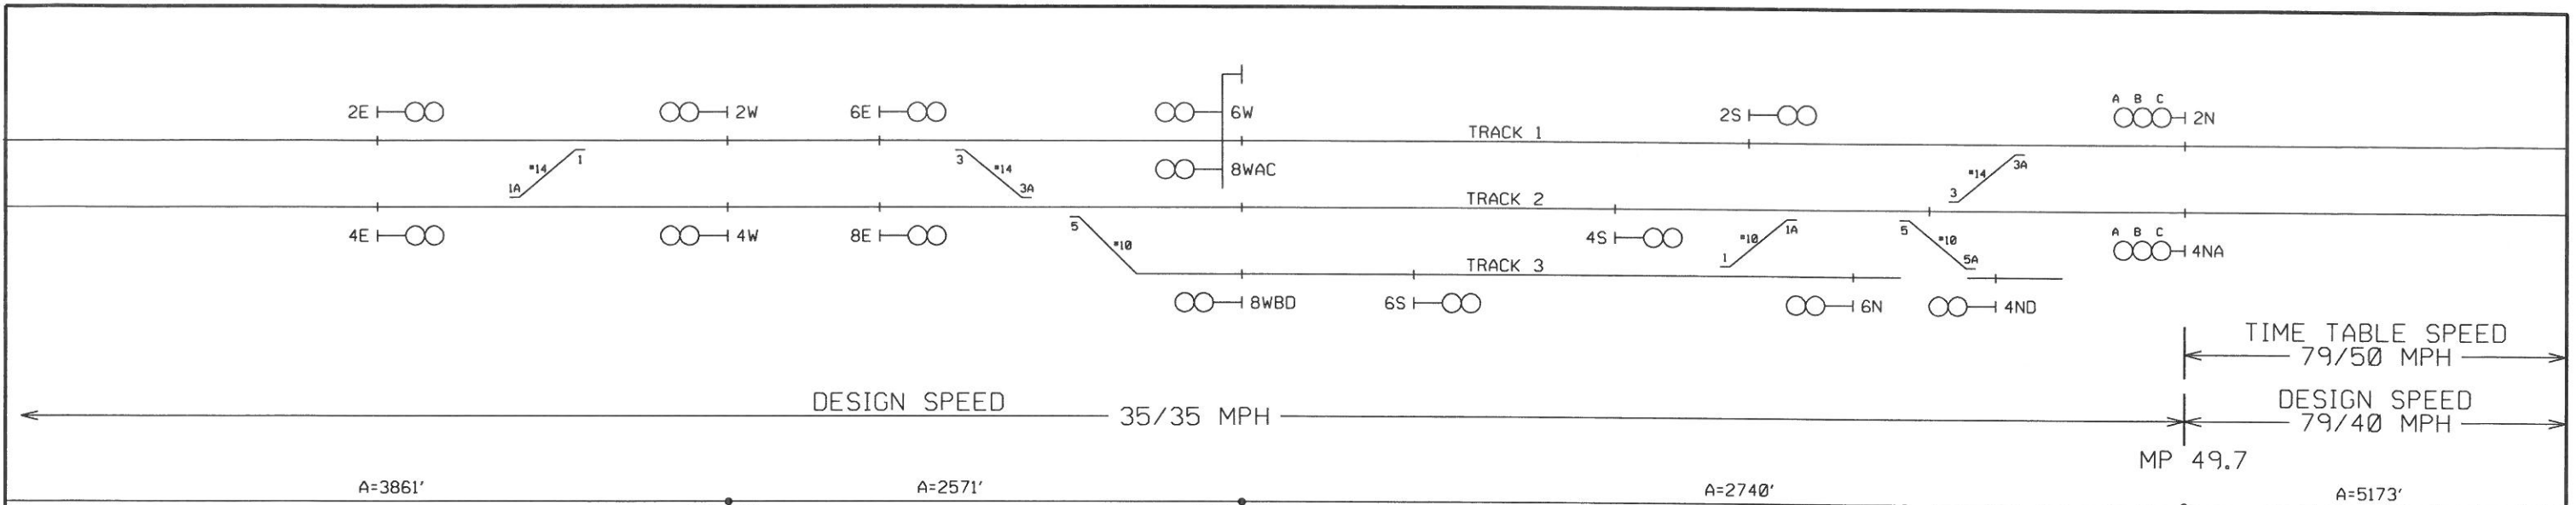 2E
2W
6E
6W
2S
A B C
2N
TRACK 1
1
*14
1A
3
*14
3A
8WAC
3A
*14
3
TRACK 2
4E
4W
8E
5
*10
4S
1A
*10
1
5
*10
5A
A B C
4NA
TRACK 3
8WBD
6S
6N
4ND
TIME TABLE SPEED
79/50 MPH
DESIGN SPEED
35/35 MPH
DESIGN SPEED
79/40 MPH
MP 49.7
A=3861'
A=2571'
A=2740'
A=5173'